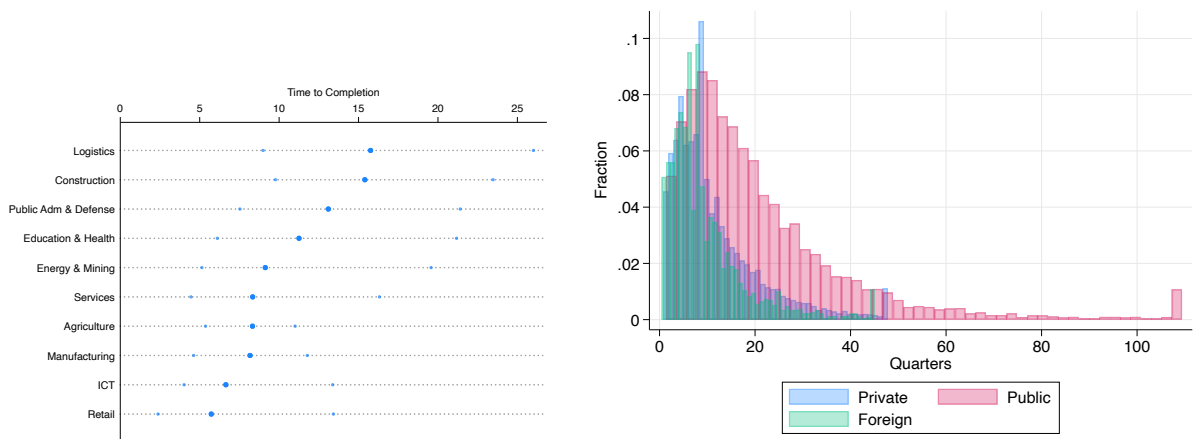 Time to Completion
0 5 10 15 20 25
Logistics
Construction
Public Adm & Defense
Education & Health
Energy & Mining
Services
Agriculture
Manufacturing
ICT
Retail
Fraction
.1
.08
.06
.04
.02
0
0 20 40 60 80 100
Quarters
Private Public
Foreign